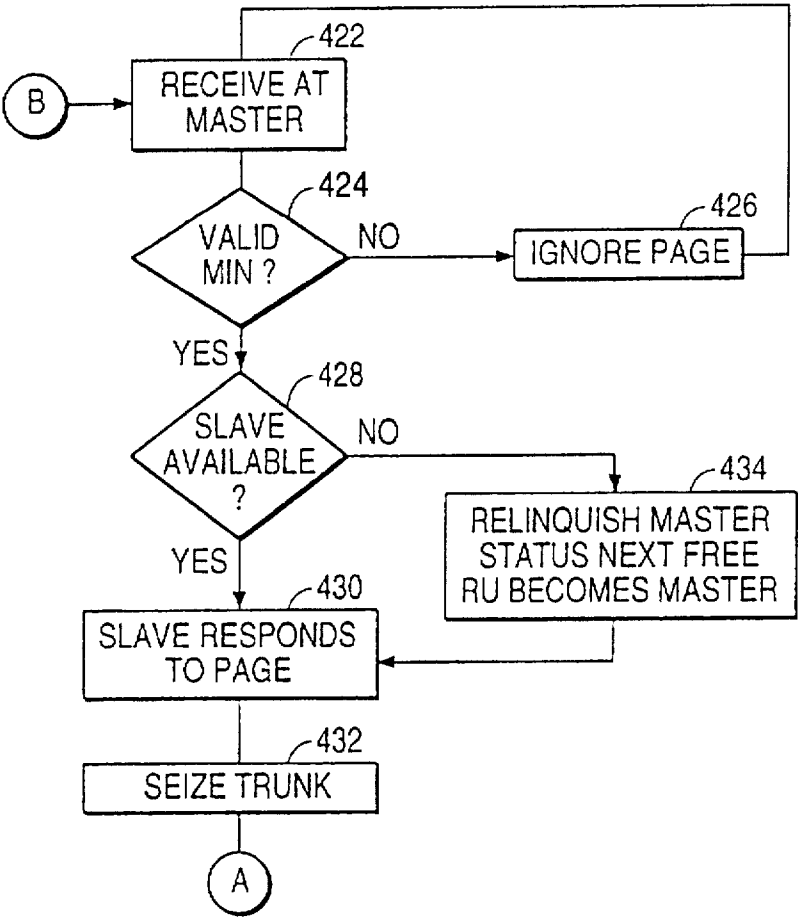 422
B
RECEIVE AT
MASTER
424
VALID
MIN ?
NO
426
IGNORE PAGE
YES
428
SLAVE
AVAILABLE
?
NO
434
RELINQUISH MASTER
STATUS NEXT FREE
RU BECOMES MASTER
YES
430
SLAVE RESPONDS
TO PAGE
432
SEIZE TRUNK
A